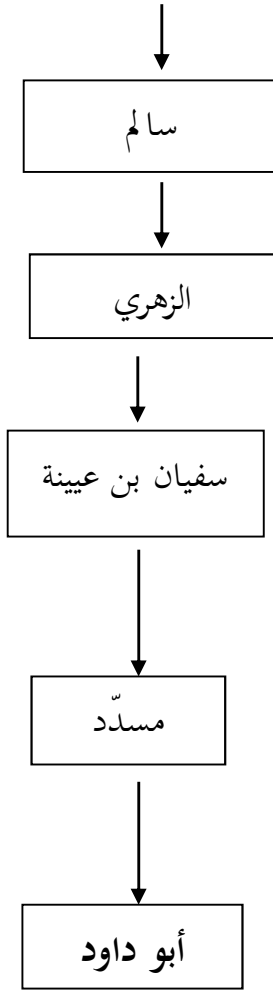 سالم
الزهري
سفيان بن عيينة
مسدّد
أبو داود